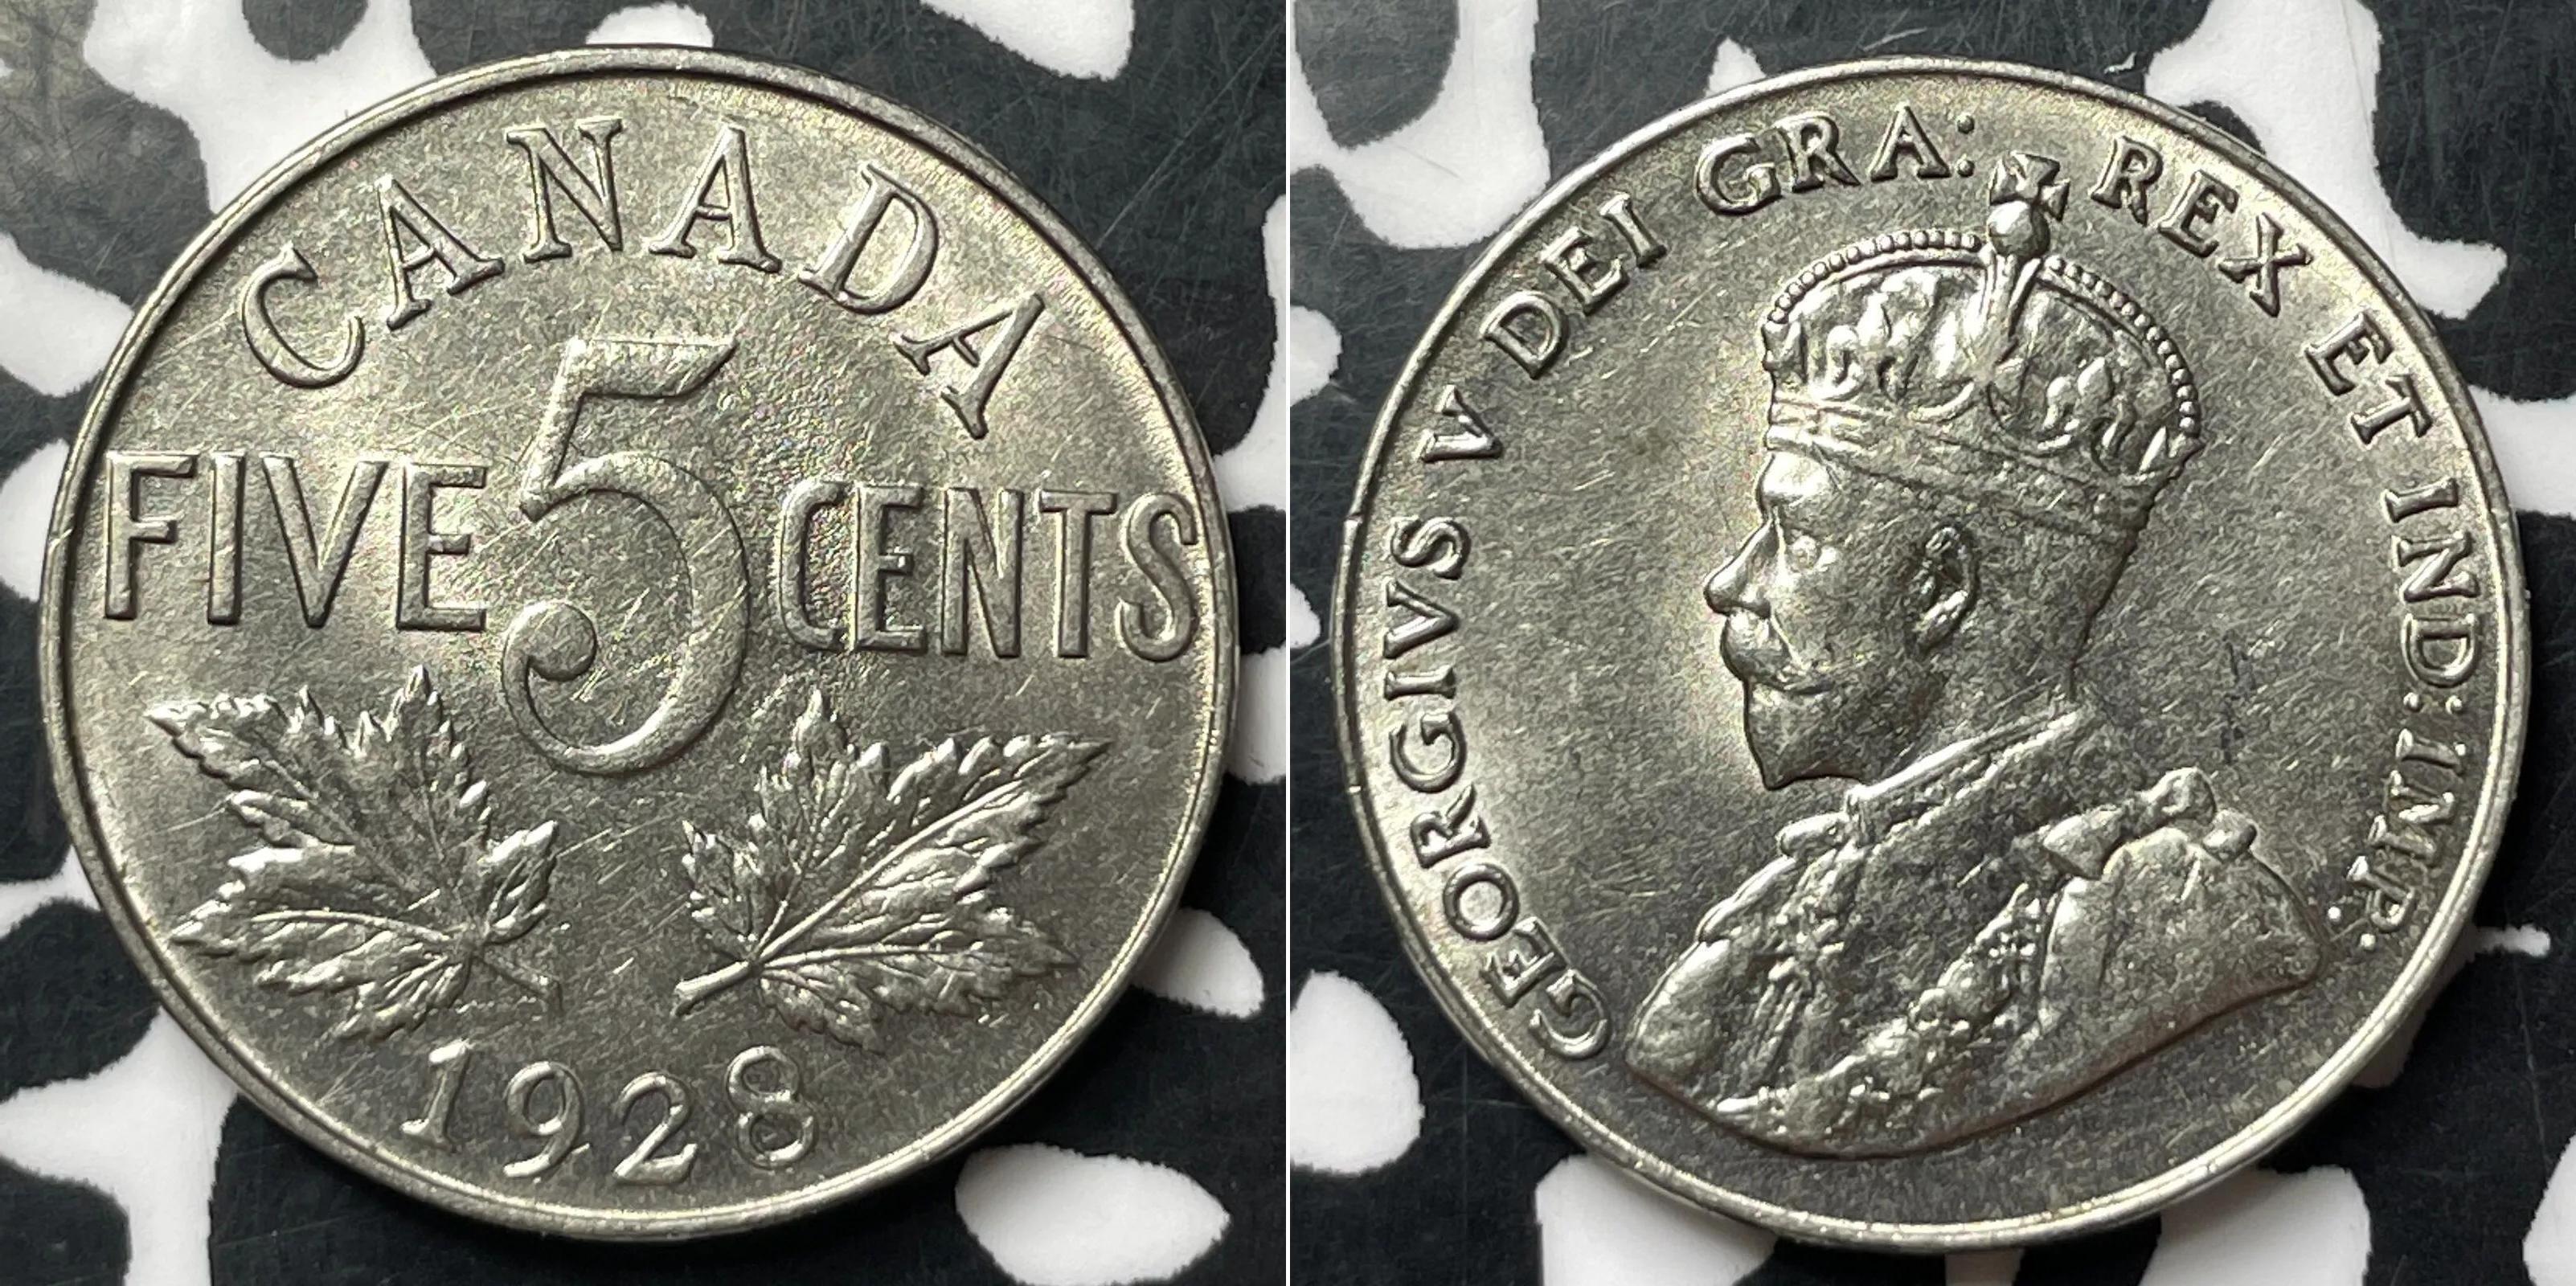 CANADA
FIVE 5 CENTS
1928
GEORGIVS V DEI GRA: REX ET IND: IMP: